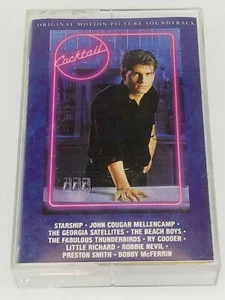 ORIGINAL MOTION PICTURE SOUNDTRACK
Cocktail
STARSHIP • JOHN COUGAR MELLENCAMP •
THE GEORGIA SATELLITES • THE BEACH BOYS •
THE FABULOUS THUNDERBIRDS • RY COODER •
LITTLE RICHARD • ROBBIE NEVIL •
PRESTON SMITH • BOBBY McFERRIN